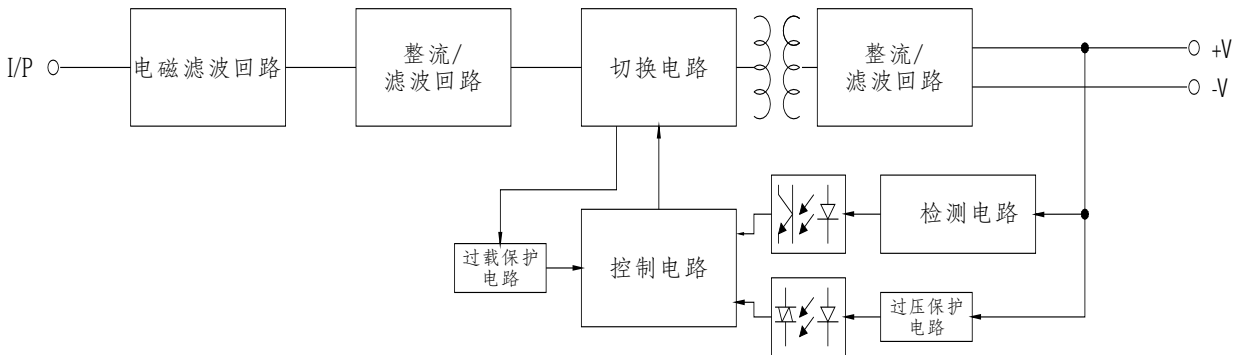 I/P
电磁滤波回路
整流/
滤波回路
切换电路
整流/
滤波回路
+V
-V
检测电路
过载保护
电路
控制电路
过压保护
电路